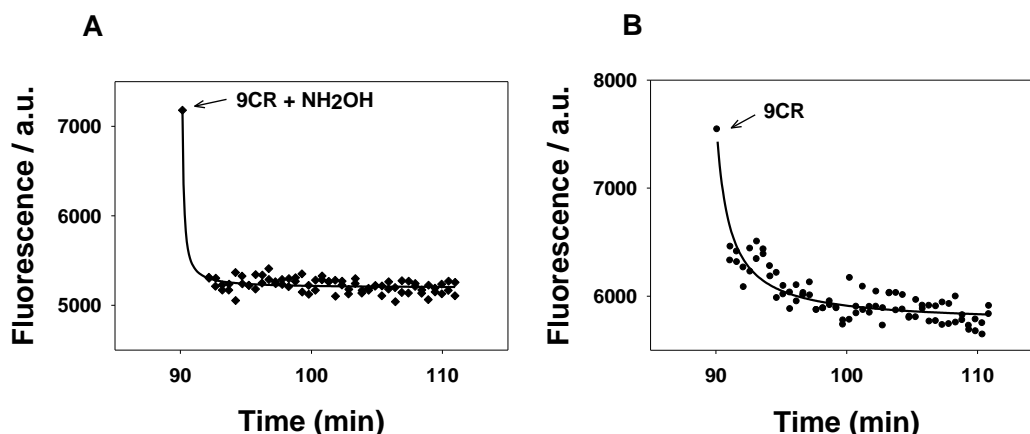 A
Fluorescence / a.u.
7000
6000
5000
9CR + NH2OH
90
100
110
Time (min)
B
Fluorescence / a.u.
8000
7000
6000
9CR
90
100
110
Time (min)